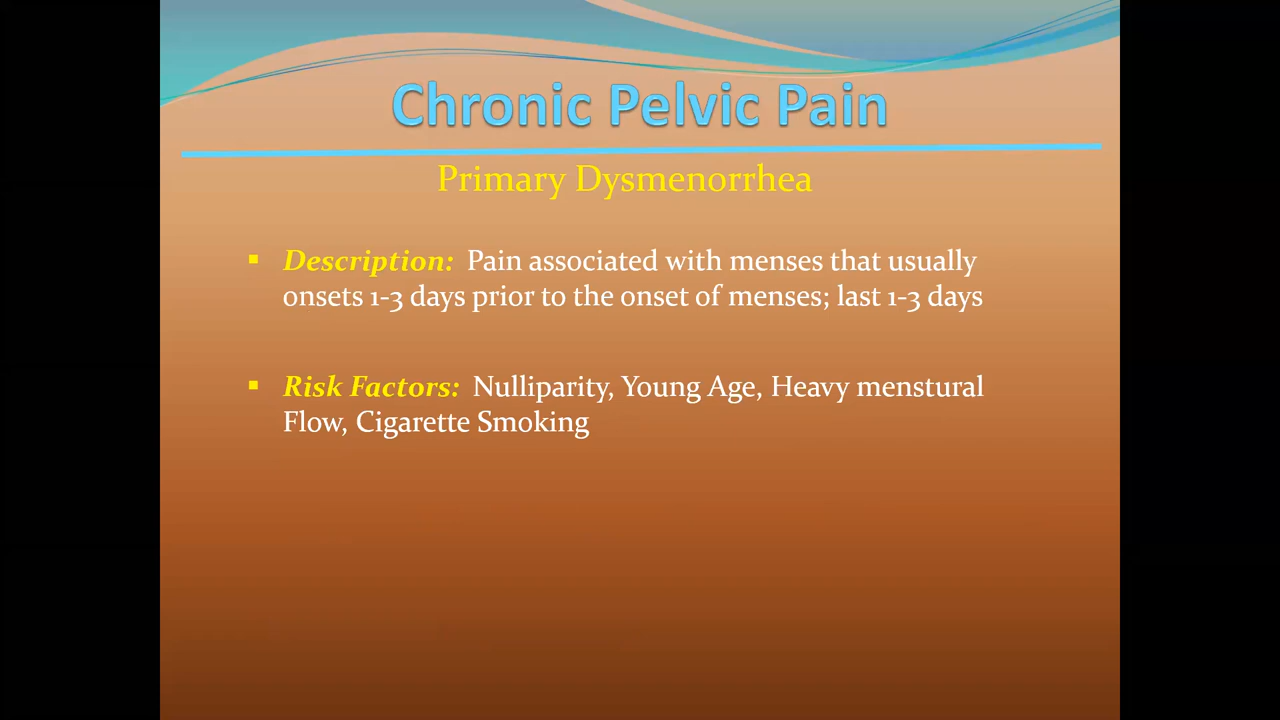 Chronic Pelvic Pain
Primary Dysmenorrhea
▪ Description: Pain associated with menses that usually
onsets 1-3 days prior to the onset of menses; last 1-3 days
▪ Risk Factors: Nulliparity, Young Age, Heavy menstural
Flow, Cigarette Smoking